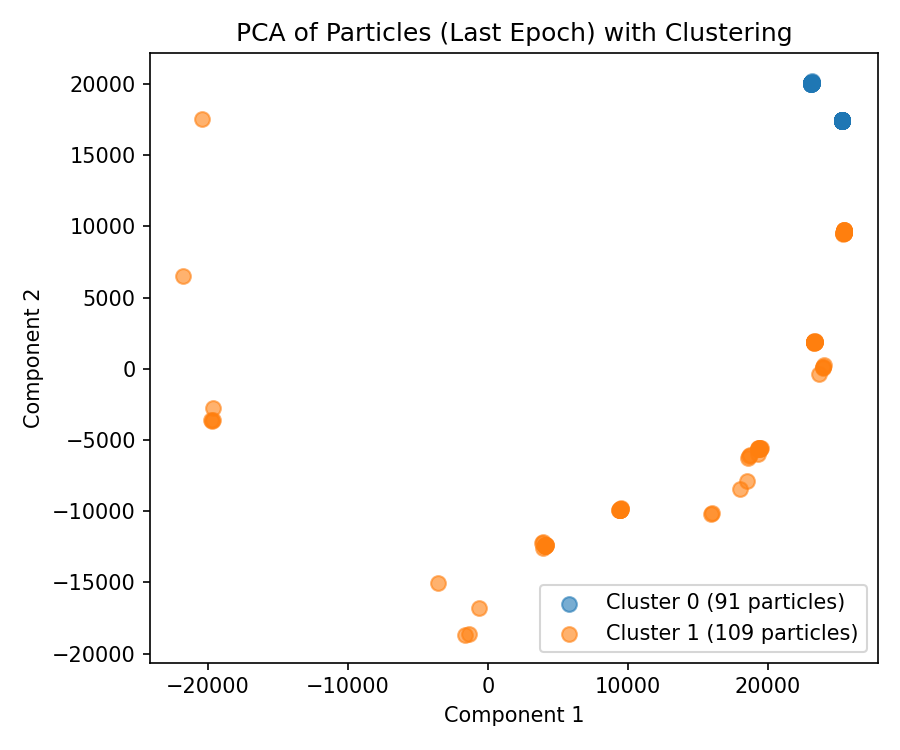 PCA of Particles (Last Epoch) with Clustering
20000
15000
10000
5000
0
−5000
−10000
−15000
−20000
Component 2
Cluster 0 (91 particles)
Cluster 1 (109 particles)
−20000
−10000
0
10000
20000
Component 1